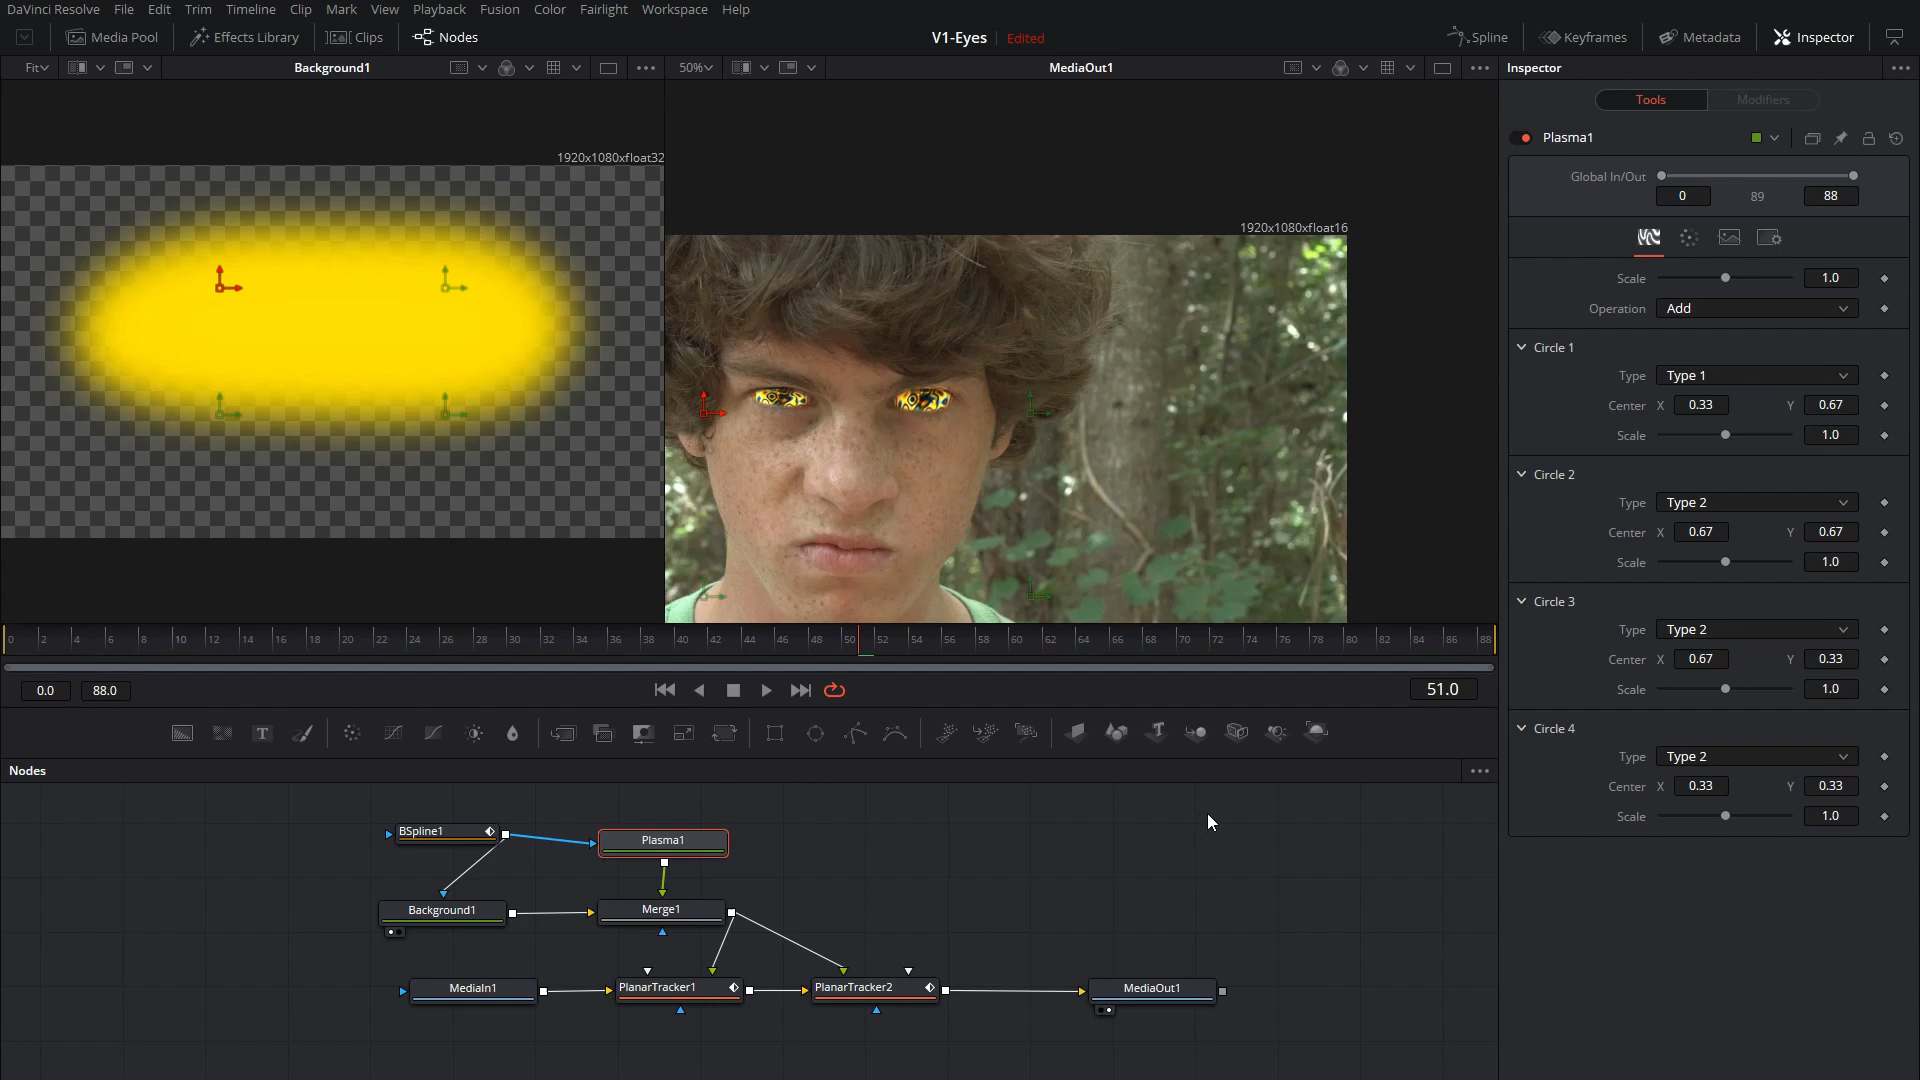 DaVinci Resolve File Edit Trim Timeline Clip Mark View Playback Fusion Color Fairlight Workspace Help
Media Pool Effects Library Clips Nodes V1-Eyes Edited Spline Keyframes Metadata Inspector
Fit Background1 50% MediaOut1 Inspector
Tools Modifiers
Plasma1
1920x1080xfloat32
Global In/Out
0 89 88
1920x1080xfloat16
Scale 1.0
Operation Add
Circle 1
Type Type 1
Center X 0.33 Y 0.67
Scale 1.0
Circle 2
Type Type 2
Center X 0.67 Y 0.67
Scale 1.0
Circle 3
Type Type 2
Center X 0.67 Y 0.33
Scale 1.0
Circle 4
Type Type 2
Center X 0.33 Y 0.33
Scale 1.0
0 2 4 6 8 10 12 14 16 18 20 22 24 26 28 30 32 34 36 38 40 42 44 46 48 50 52 54 56 58 60 62 64 66 68 70 72 74 76 78 80 82 84 86 88
0.0 88.0 51.0
T T
Nodes
BSpline1 Plasma1
Background1 Merge1
MediaIn1 PlanarTracker1 PlanarTracker2 MediaOut1